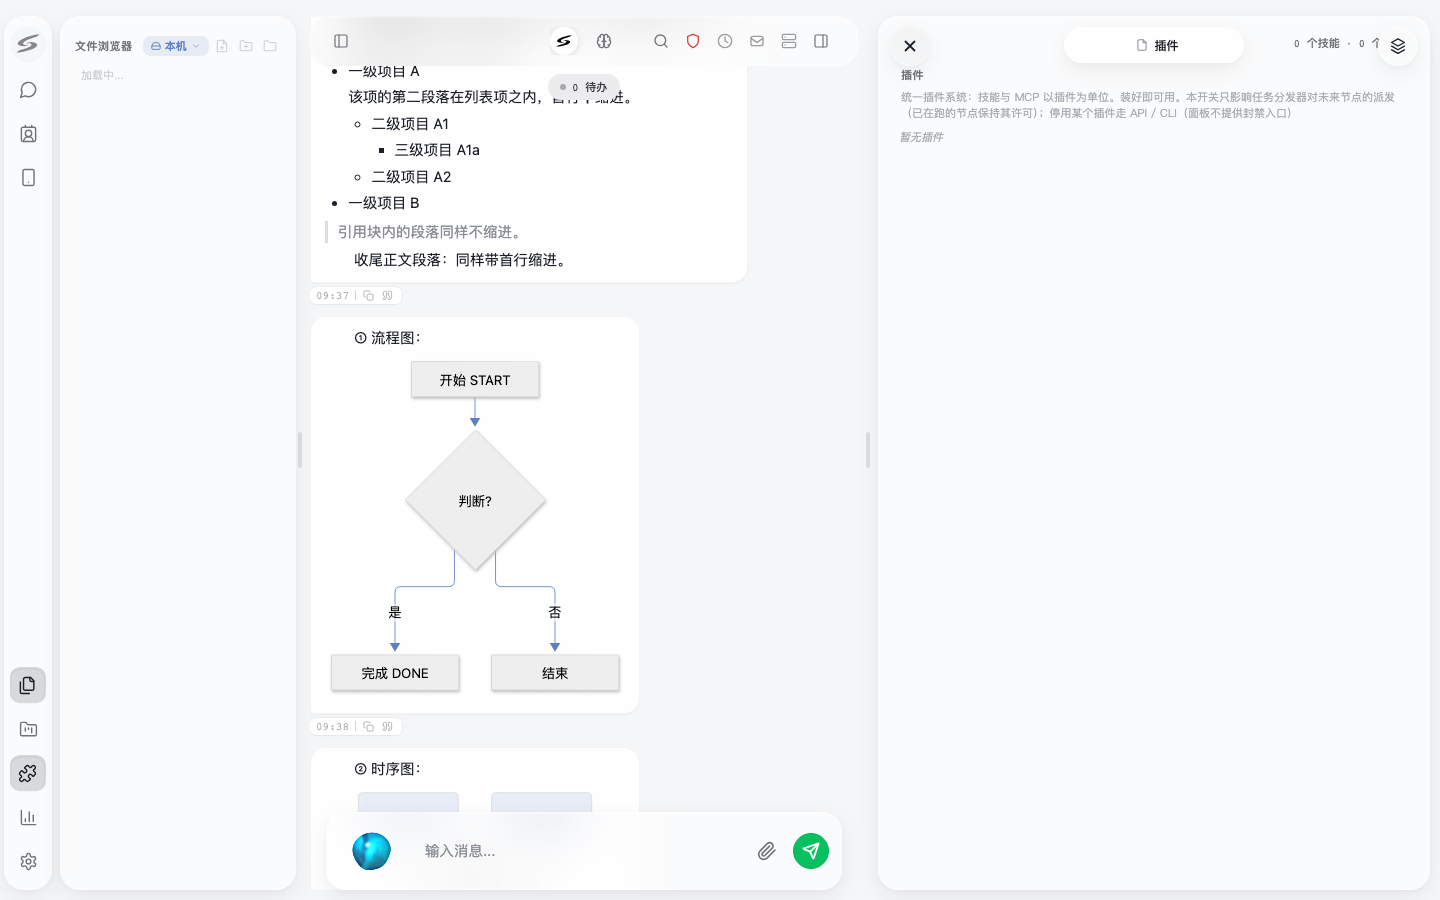 文件浏览器
本机
加载中...
一级项目 A
0 待办
该项的第二段落在列表项之内，首行不缩进。
二级项目 A1
三级项目 A1a
二级项目 A2
一级项目 B
引用块内的段落同样不缩进。
收尾正文段落：同样带首行缩进。
09:37
① 流程图：
开始 START
判断?
是
否
完成 DONE
结束
09:38
② 时序图：
输入消息...
插件
0 个技能 · 0 个
插件
统一插件系统：技能与 MCP 以插件为单位。装好即可用。本开关只影响任务分发器对未来节点的派发
（已在跑的节点保持其许可）；停用某个插件走 API / CLI（面板不提供封禁入口）
暂无插件